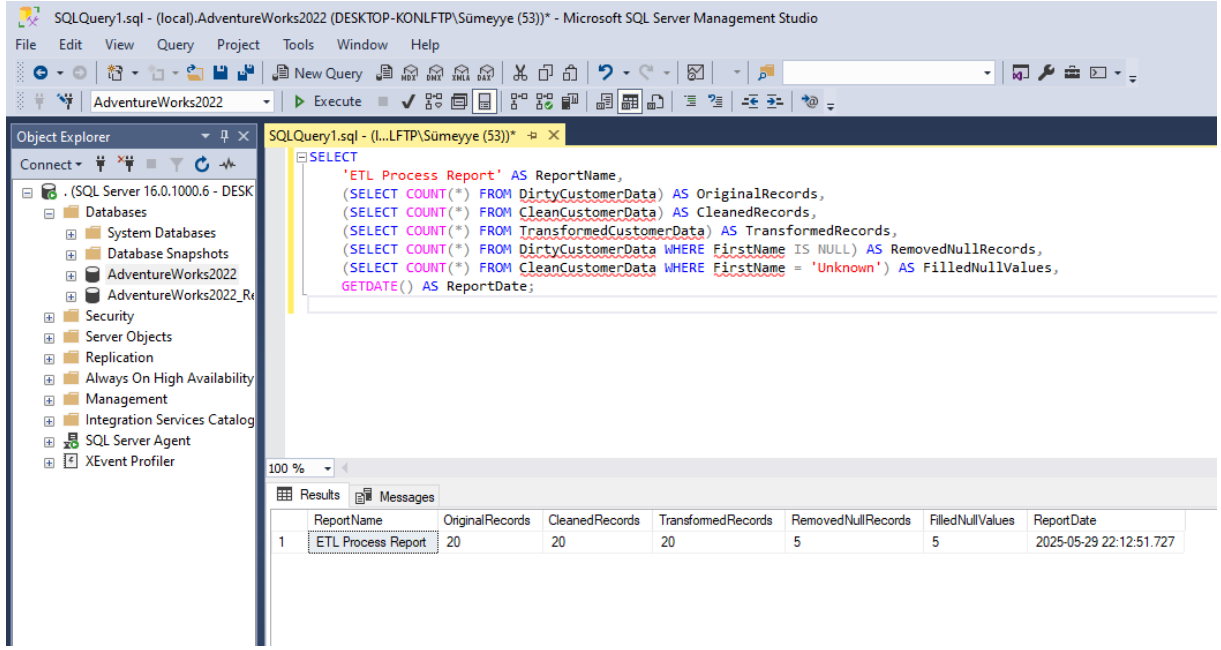 SQLQuery1.sql - (local).AdventureWorks2022 (DESKTOP-KONLFTP\Sümeyye (53))* - Microsoft SQL Server Management Studio
File Edit View Query Project Tools Window Help
New Query MDX DMX XMLA DAX
AdventureWorks2022 Execute
Object Explorer
Connect
. (SQL Server 16.0.1000.6 - DESK
Databases
System Databases
Database Snapshots
AdventureWorks2022
AdventureWorks2022_Re
Security
Server Objects
Replication
Always On High Availability
Management
Integration Services Catalog
SQL Server Agent
XEvent Profiler
SQLQuery1.sql - (l...LFTP\Sümeyye (53))*
SELECT
'ETL Process Report' AS ReportName,
(SELECT COUNT(*) FROM DirtyCustomerData) AS OriginalRecords,
(SELECT COUNT(*) FROM CleanCustomerData) AS CleanedRecords,
(SELECT COUNT(*) FROM TransformedCustomerData) AS TransformedRecords,
(SELECT COUNT(*) FROM DirtyCustomerData WHERE FirstName IS NULL) AS RemovedNullRecords,
(SELECT COUNT(*) FROM CleanCustomerData WHERE FirstName = 'Unknown') AS FilledNullValues,
GETDATE() AS ReportDate;
100 %
Results Messages
ReportName OriginalRecords CleanedRecords TransformedRecords RemovedNullRecords FilledNullValues ReportDate
1 ETL Process Report 20 20 20 5 5 2025-05-29 22:12:51.727